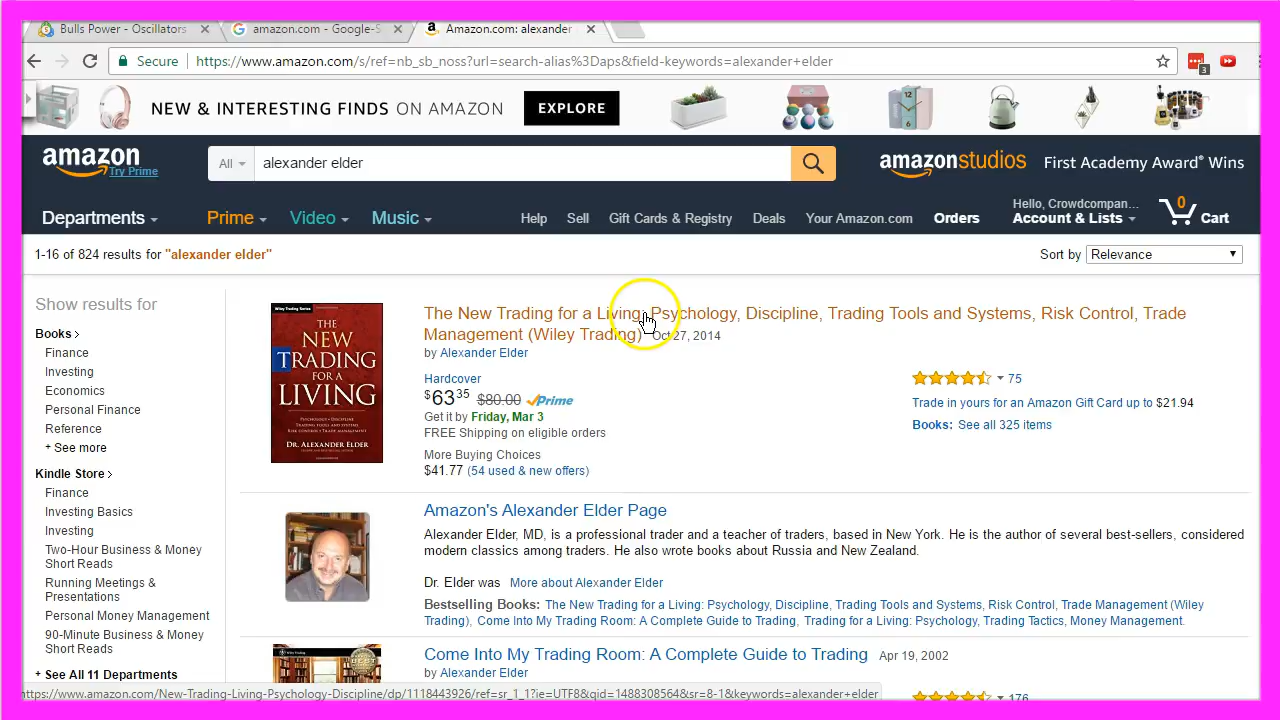 Bulls Power - Oscillators
amazon.com - Google-S
Amazon.com: alexander
Secure https://www.amazon.com/s/ref=nb_sb_noss?url=search-alias%3Daps&field-keywords=alexander+elder
3
NEW & INTERESTING FINDS ON AMAZON EXPLORE
amazon
Try Prime
All
alexander elder
amazonstudios First Academy Award® Wins
Departments Prime Video Music
Help Sell Gift Cards & Registry Deals Your Amazon.com Orders
Hello, Crowdcompan...
Account & Lists
0
Cart
1-16 of 824 results for "alexander elder"
Sort by Relevance
Show results for
Books
Finance
Investing
Economics
Personal Finance
Reference
See more
Kindle Store
Finance
Investing Basics
Investing
Two-Hour Business & Money
Short Reads
Running Meetings &
Presentations
Personal Money Management
90-Minute Business & Money
Short Reads
+ See All 11 Departments
Wiley Trading Series
THE
NEW
TRADING
FOR A
LIVING
PSYCHOLOGY • DISCIPLINE
TRADING TOOLS AND SYSTEMS
RISK CONTROL • TRADE MANAGEMENT
DR. ALEXANDER ELDER
The New Trading for a Living: Psychology, Discipline, Trading Tools and Systems, Risk Control, Trade
Management (Wiley Trading) Oct 27, 2014
by Alexander Elder
Hardcover
$63 35 $80.00 Prime
Get it by Friday, Mar 3
FREE Shipping on eligible orders
More Buying Choices
$41.77 (54 used & new offers)
75
Trade in yours for an Amazon Gift Card up to $21.94
Books: See all 325 items
Amazon's Alexander Elder Page
Alexander Elder, MD, is a professional trader and a teacher of traders, based in New York. He is the author of several best-sellers, considered
modern classics among traders. He also wrote books about Russia and New Zealand.
Dr. Elder was More about Alexander Elder
Bestselling Books: The New Trading for a Living: Psychology, Discipline, Trading Tools and Systems, Risk Control, Trade Management (Wiley
Trading), Come Into My Trading Room: A Complete Guide to Trading, Trading for a Living: Psychology, Trading Tactics, Money Management.
Come Into My Trading Room: A Complete Guide to Trading Apr 19, 2002
by Alexander Elder
176
https://www.amazon.com/New-Trading-Living-Psychology-Discipline/dp/1118443926/ref=sr_1_1?ie=UTF8&qid=1488308564&sr=8-1&keywords=alexander+elder